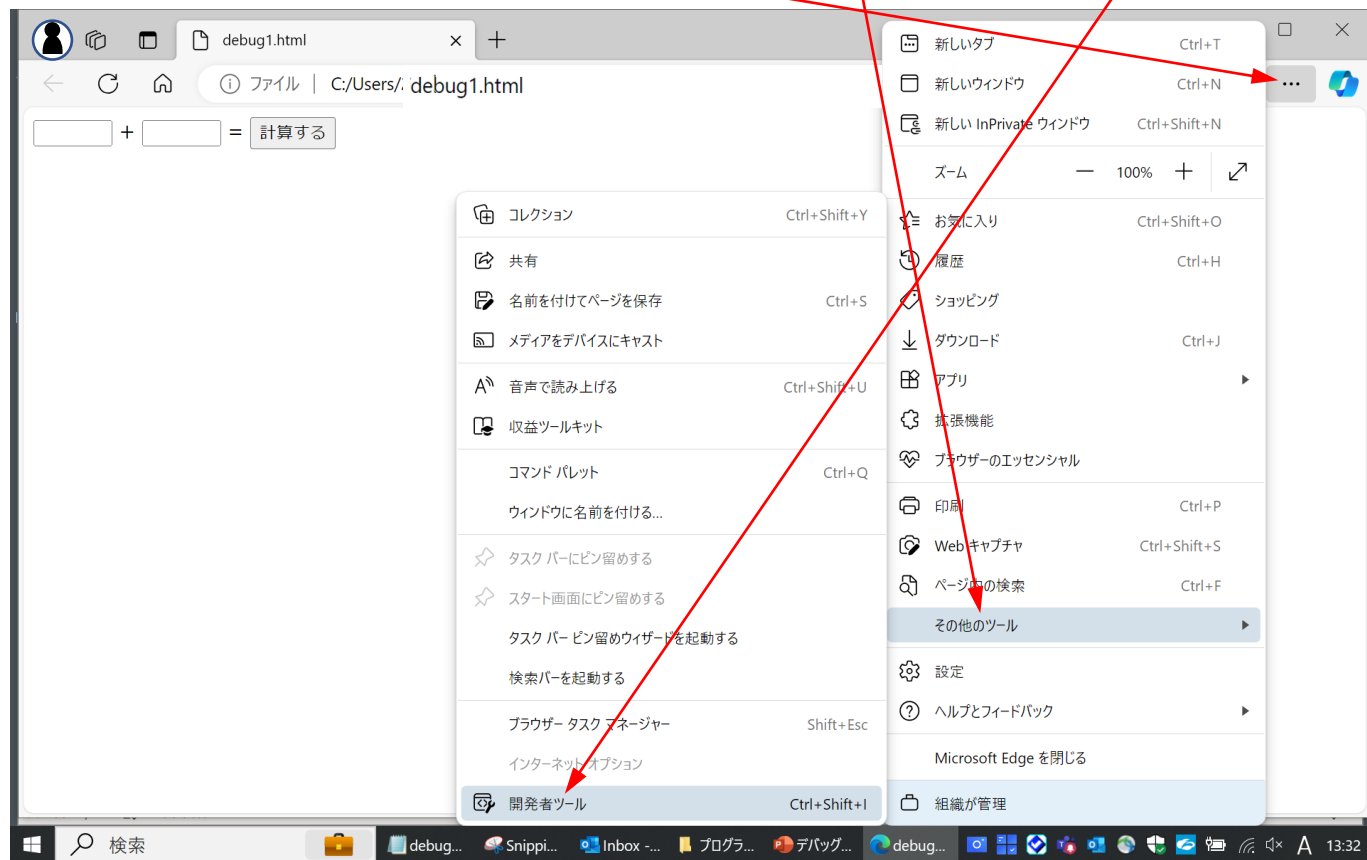 debug1.html
ファイル C:/Users/ debug1.html
+ = 計算する
新しいタブ Ctrl+T
新しいウィンドウ Ctrl+N
新しい InPrivate ウィンドウ Ctrl+Shift+N
ズーム 100%
お気に入り Ctrl+Shift+O
履歴 Ctrl+H
ショッピング
ダウンロード Ctrl+J
アプリ
拡張機能
ブラウザーのエッセンシャル
印刷 Ctrl+P
Web キャプチャ Ctrl+Shift+S
ページ内の検索 Ctrl+F
その他のツール
設定
ヘルプとフィードバック
Microsoft Edge を閉じる
組織が管理
コレクション Ctrl+Shift+Y
共有
名前を付けてページを保存 Ctrl+S
メディアをデバイスにキャスト
音声で読み上げる Ctrl+Shift+U
収益ツールキット
コマンド パレット Ctrl+Q
ウィンドウに名前を付ける...
タスク バーにピン留めする
スタート画面にピン留めする
タスク バー ピン留めウィザードを起動する
検索バーを起動する
ブラウザー タスク マネージャー Shift+Esc
インターネット オプション
開発者ツール Ctrl+Shift+I
検索 debug... Snippi... Inbox -... プログラ... デバッグ... debug... A 13:32